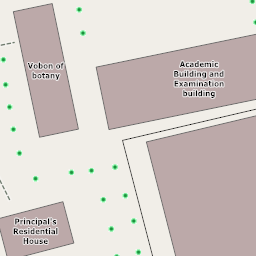 Vobon of
botany
Academic
Building and
Examination
building
Principal's
Residential
House